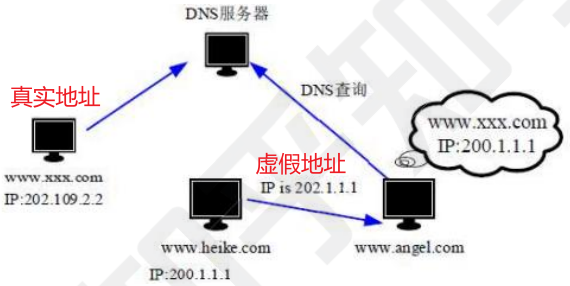 DNS服务器
真实地址
DNS查询
www.xxx.com
IP:200.1.1.1
虚假地址
www.xxx.com
IP is 202.1.1.1
IP:202.109.2.2
www.heike.com
www.angel.com
IP:200.1.1.1